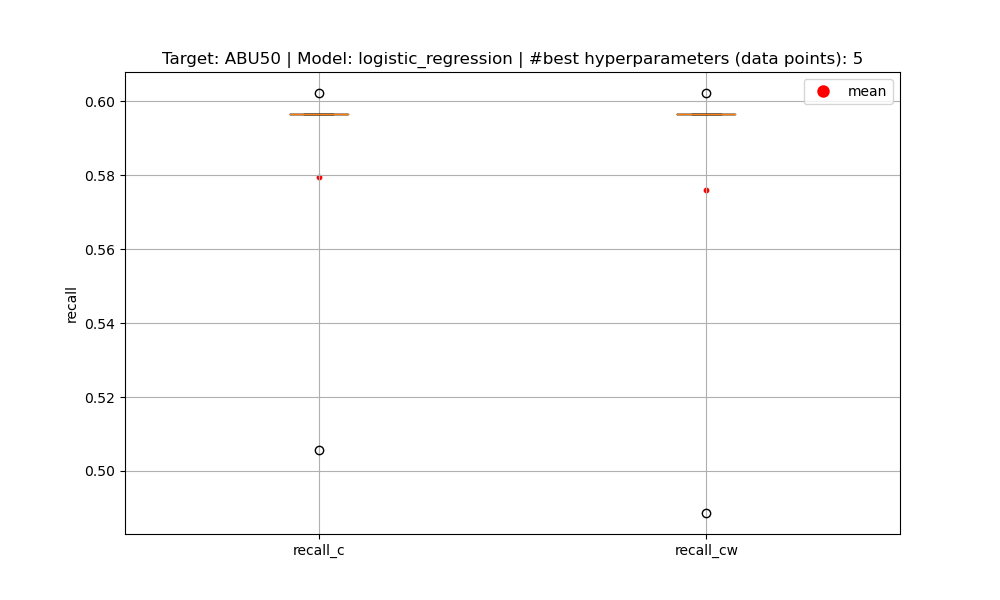 Target: ABU50 | Model: logistic_regression | #best hyperparameters (data points): 5
mean
0.60
0.58
0.56
0.54
0.52
0.50
recall
recall_c
recall_cw